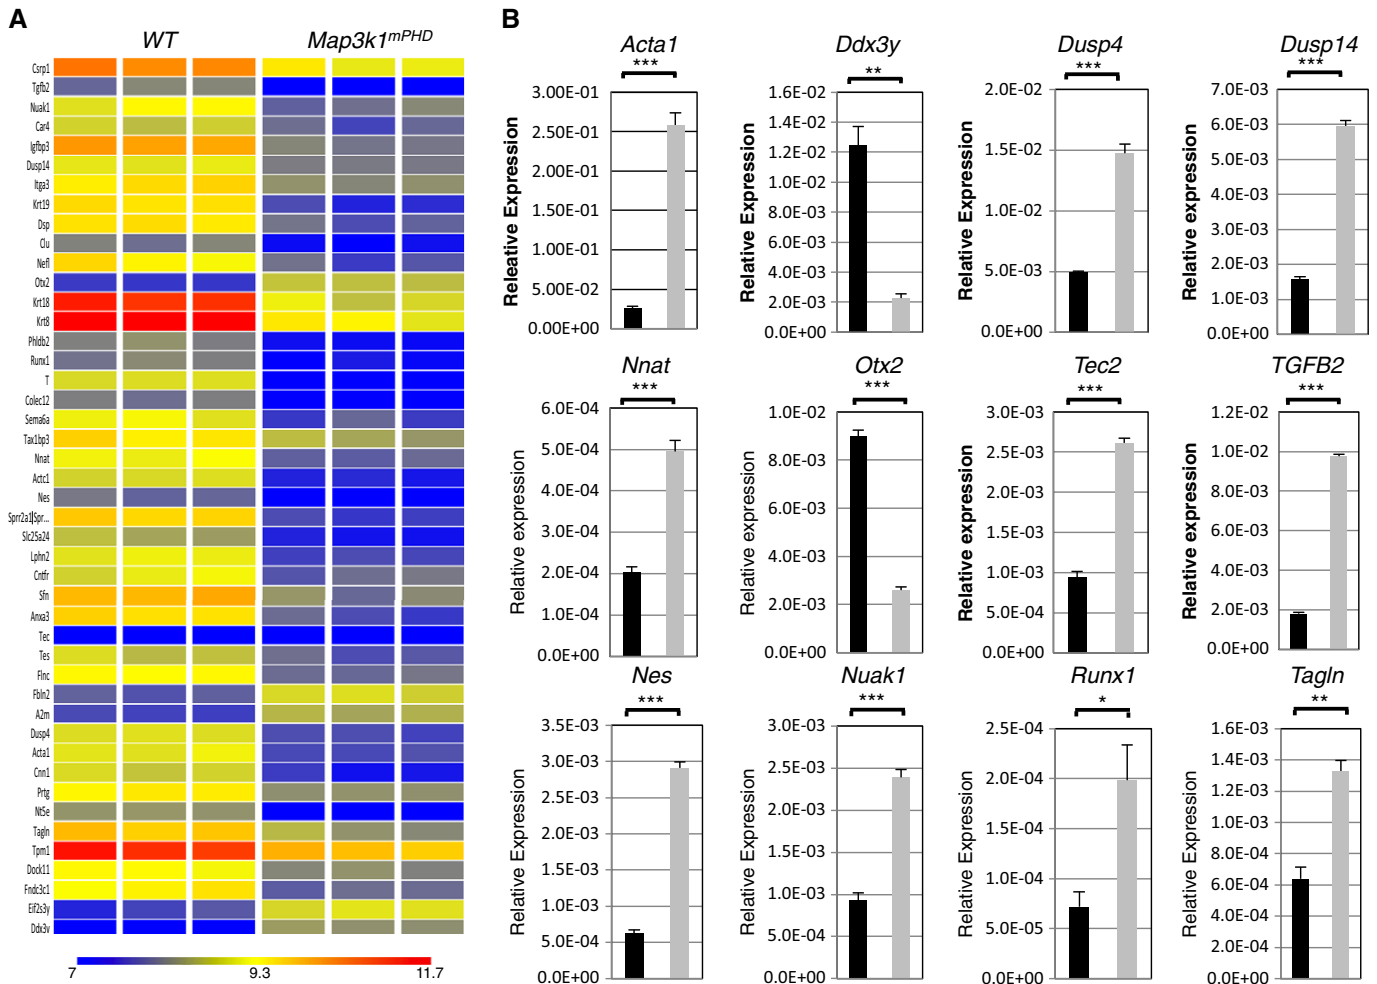 A
WT
Map3k1mPHD
Csrp1
Tgfb2
Nuak1
Car4
Igfbp3
Dusp14
Itga3
Krt19
Dsp
Clu
Nefl
Otx2
Krt18
Krt8
Phldb2
Runx1
T
Colec12
Sema6a
Tax1bp3
Nnat
Actc1
Nes
Sprr2a1|Spr...
Slc25a24
Lphn2
Cntfr
Sfn
Anxa3
Tec
Tes
Flnc
Fbln2
A2m
Dusp4
Acta1
Cnn1
Prtg
Nt5e
Tagln
Tpm1
Dock11
Fndc3c1
Eif2s3y
Ddx3y
7
9.3
11.7
B
Acta1
***
Releative Expression
3.00E-01
2.50E-01
2.00E-01
1.50E-01
1.00E-01
5.00E-02
0.00E+00
Ddx3y
**
Relative Expression
1.6E-02
1.4E-02
1.2E-02
1.0E-02
8.0E-03
6.0E-03
4.0E-03
2.0E-03
0.0E+00
Dusp4
***
Relative Expression
2.0E-02
1.5E-02
1.0E-02
5.0E-03
0.0E+00
Dusp14
***
Relative expression
7.0E-03
6.0E-03
5.0E-03
4.0E-03
3.0E-03
2.0E-03
1.0E-03
0.0E+00
Nnat
***
Relative expression
6.0E-04
5.0E-04
4.0E-04
3.0E-04
2.0E-04
1.0E-04
0.0E+00
Otx2
***
Relative expression
1.0E-02
8.0E-03
6.0E-03
4.0E-03
2.0E-03
0.0E+00
Tec2
***
Relative expression
3.0E-03
2.5E-03
2.0E-03
1.5E-03
1.0E-03
5.0E-04
0.0E+00
TGFB2
***
Relative expression
1.2E-02
1.0E-02
8.0E-03
6.0E-03
4.0E-03
2.0E-03
0.0E+00
Nes
***
Relative Expression
3.5E-03
3.0E-03
2.5E-03
2.0E-03
1.5E-03
1.0E-03
5.0E-04
0.0E+00
Nuak1
***
Relative Expression
3.0E-03
2.5E-03
2.0E-03
1.5E-03
1.0E-03
5.0E-04
0.0E+00
Runx1
*
Relative Expression
2.5E-04
2.0E-04
1.5E-04
1.0E-04
5.0E-05
0.0E+00
Tagln
**
Relative Expression
1.6E-03
1.4E-03
1.2E-03
1.0E-03
8.0E-04
6.0E-04
4.0E-04
2.0E-04
0.0E+00